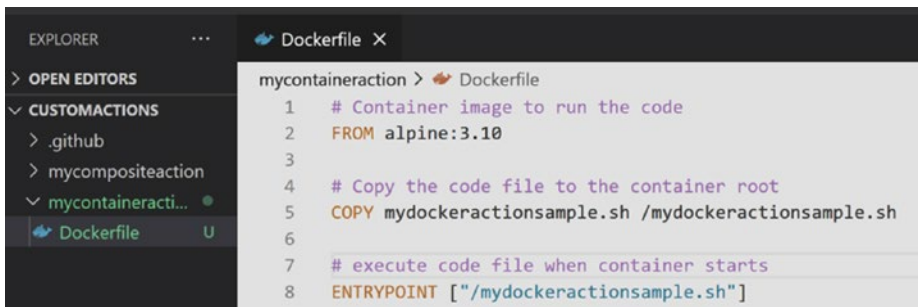 EXPLORER ...
OPEN EDITORS
CUSTOMACTIONS
.github
mycompositeaction
mycontaineracti...
Dockerfile U
Dockerfile
mycontaineraction > Dockerfile
1 # Container image to run the code
2 FROM alpine:3.10
3
4 # Copy the code file to the container root
5 COPY mydockeractionsample.sh /mydockeractionsample.sh
6
7 # execute code file when container starts
8 ENTRYPOINT ["/mydockeractionsample.sh"]